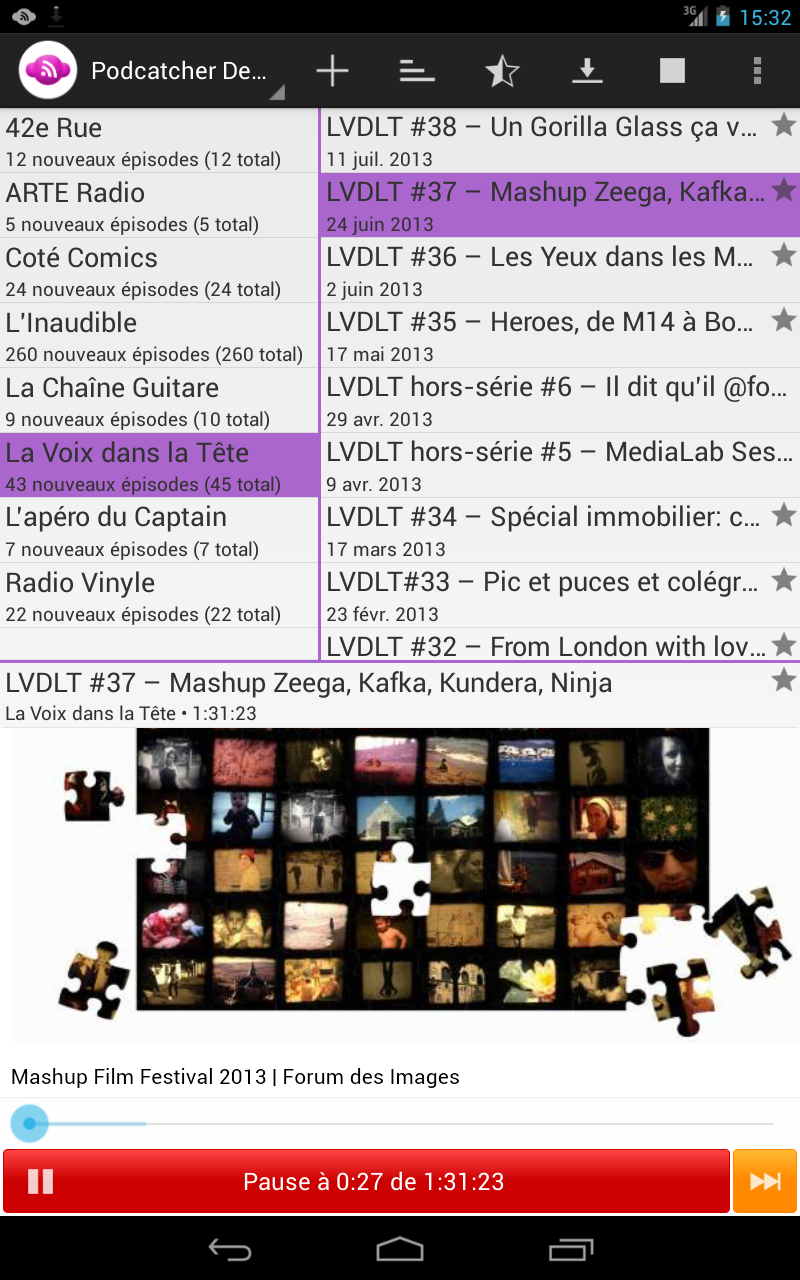 3G 15:32
Podcatcher De...
42e Rue
12 nouveaux épisodes (12 total)
ARTE Radio
5 nouveaux épisodes (5 total)
Coté Comics
24 nouveaux épisodes (24 total)
L'Inaudible
260 nouveaux épisodes (260 total)
La Chaîne Guitare
9 nouveaux épisodes (10 total)
La Voix dans la Tête
43 nouveaux épisodes (45 total)
L'apéro du Captain
7 nouveaux épisodes (7 total)
Radio Vinyle
22 nouveaux épisodes (22 total)
LVDLT #38 – Un Gorilla Glass ça v...
11 juil. 2013
LVDLT #37 – Mashup Zeega, Kafka...
24 juin 2013
LVDLT #36 – Les Yeux dans les M...
2 juin 2013
LVDLT #35 – Heroes, de M14 à Bo...
17 mai 2013
LVDLT hors-série #6 – Il dit qu'il @fo...
29 avr. 2013
LVDLT hors-série #5 – MediaLab Ses...
9 avr. 2013
LVDLT #34 – Spécial immobilier: c...
17 mars 2013
LVDLT#33 – Pic et puces et colégr...
23 févr. 2013
LVDLT #32 – From London with lov...
LVDLT #37 – Mashup Zeega, Kafka, Kundera, Ninja
La Voix dans la Tête • 1:31:23
Mashup Film Festival 2013 | Forum des Images
Pause à 0:27 de 1:31:23